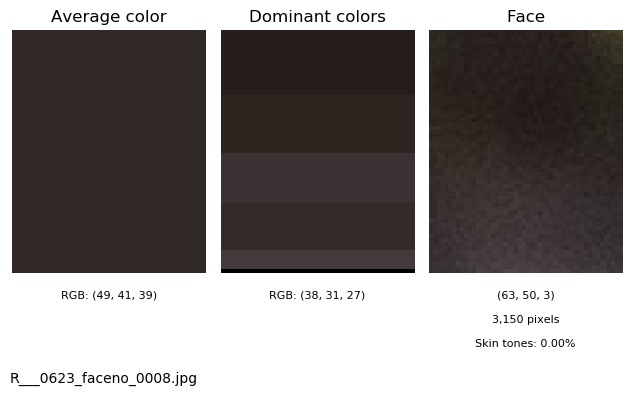 Average color
Dominant colors
Face
RGB: (49, 41, 39)
RGB: (38, 31, 27)
(63, 50, 3)
3,150 pixels
Skin tones: 0.00%
R___0623_faceno_0008.jpg